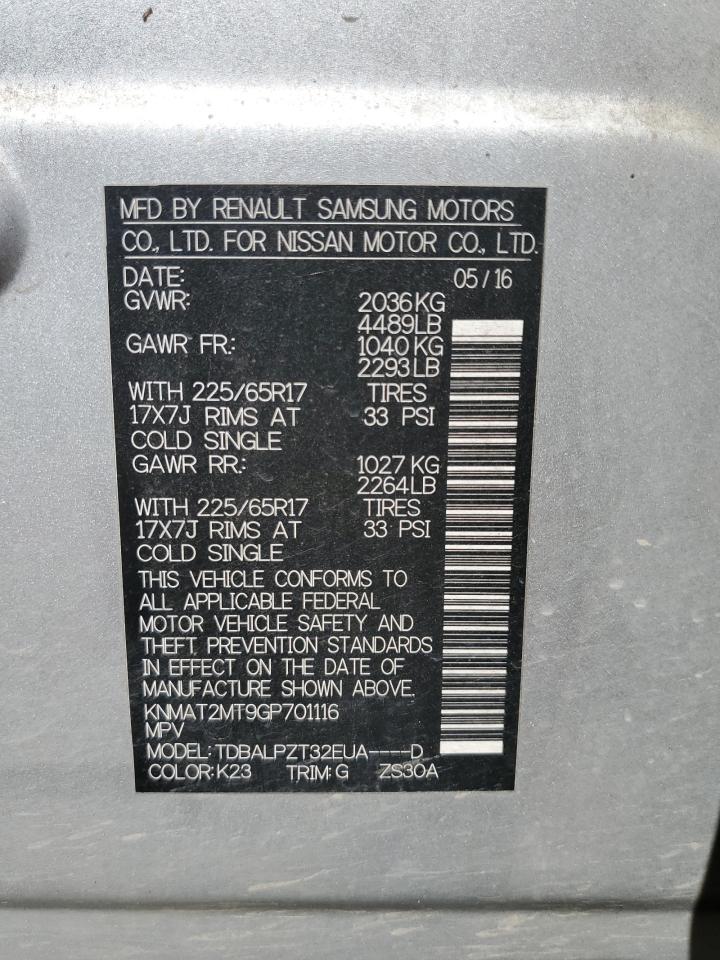 MFD BY RENAULT SAMSUNG MOTORS
CO., LTD. FOR NISSAN MOTOR CO., LTD.
DATE: 05/16
GVWR: 2036KG
4489LB
GAWR FR.: 1040 KG
2293LB
WITH 225/65R17 TIRES
17X7J RIMS AT 33 PSI
COLD SINGLE
GAWR RR.: 1027 KG
2264LB
WITH 225/65R17 TIRES
17X7J RIMS AT 33 PSI
COLD SINGLE
THIS VEHICLE CONFORMS TO
ALL APPLICABLE FEDERAL
MOTOR VEHICLE SAFETY AND
THEFT PREVENTION STANDARDS
IN EFFECT ON THE DATE OF
MANUFACTURE SHOWN ABOVE.
KNMAT2MT9GP701116
MPV
MODEL: TDBALPZT32EUA----D
COLOR: K23 TRIM: G ZS30A